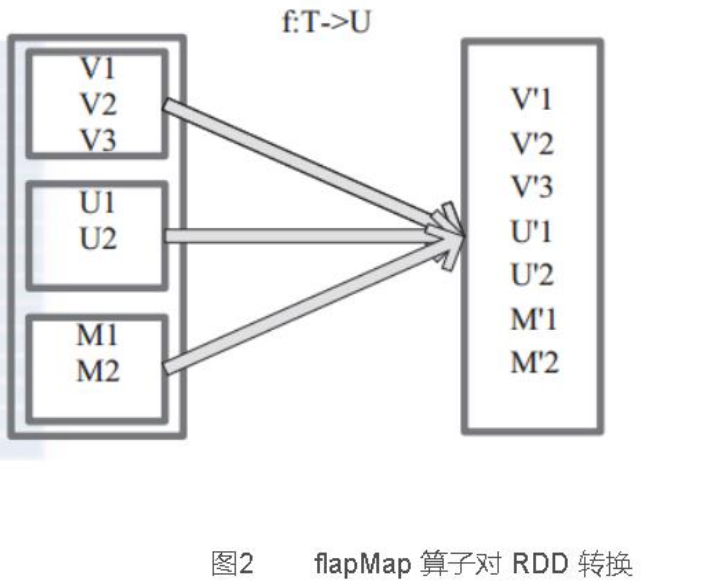 f:T->U
V1
V2
V3
U1
U2
M1
M2
V'1
V'2
V'3
U'1
U'2
M'1
M'2
图2 flapMap 算子对 RDD 转换